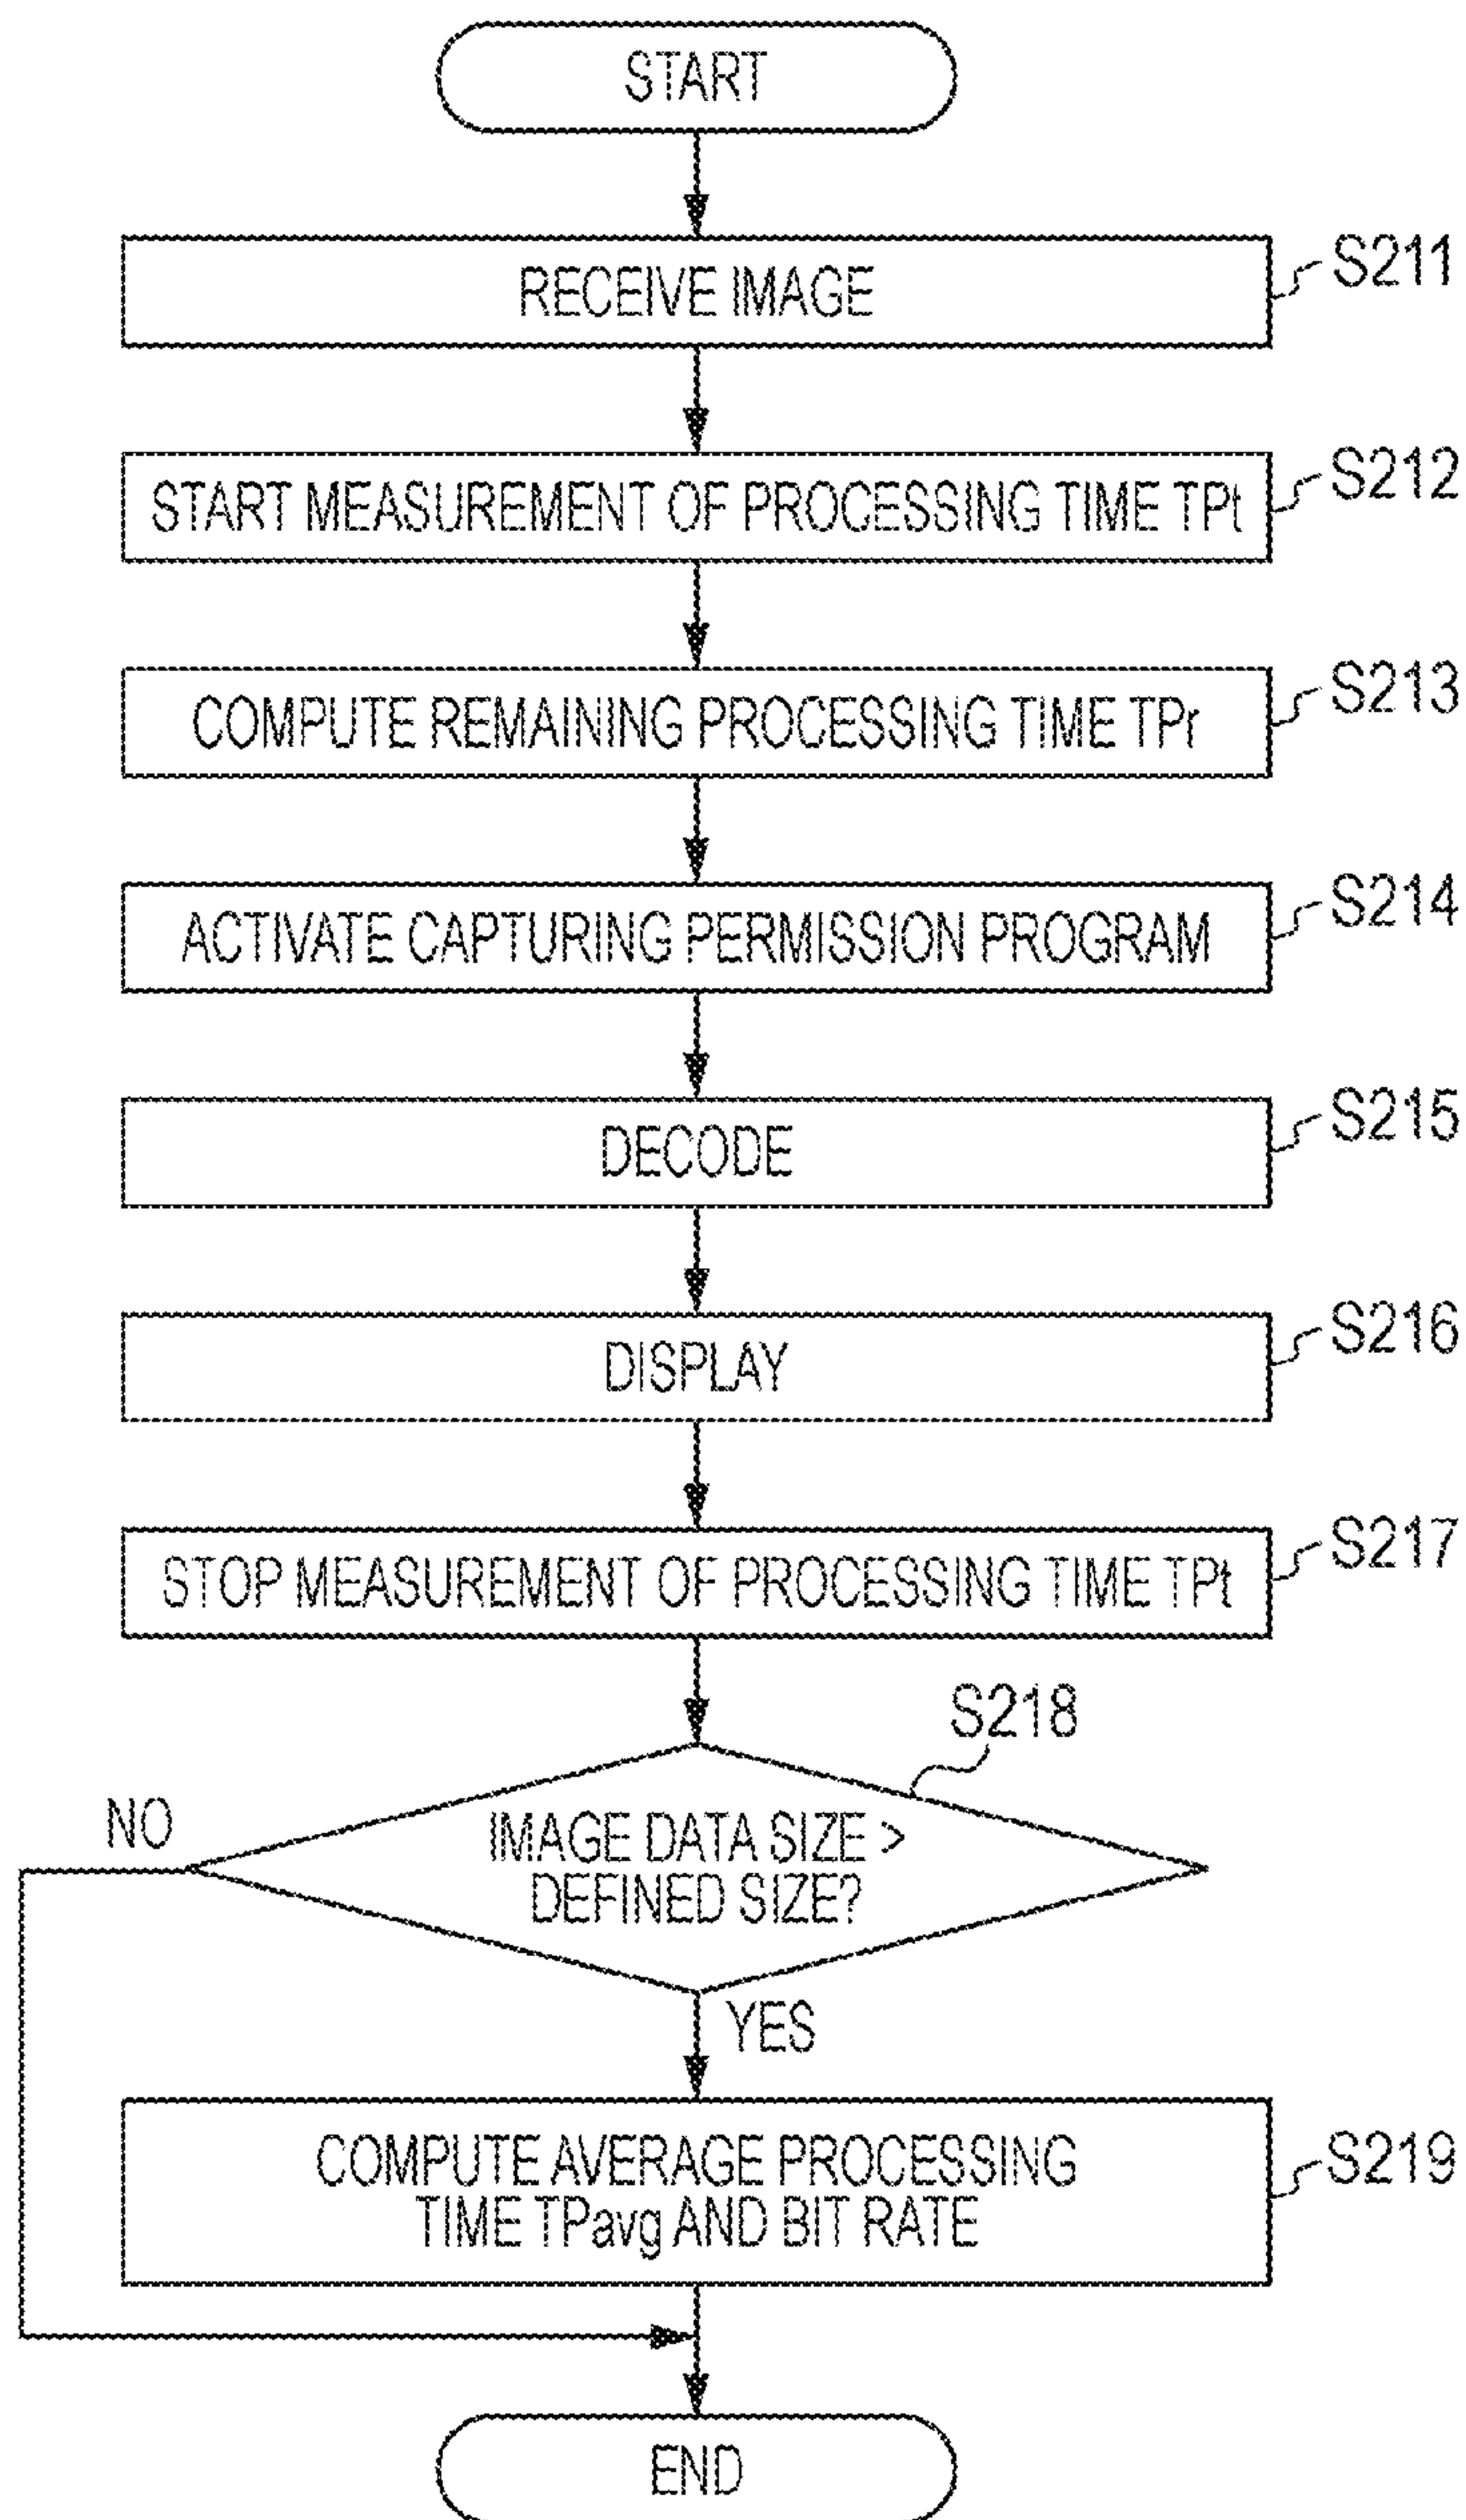 START
RECEIVE IMAGE
S211
START MEASUREMENT OF PROCESSING TIME TPt
S212
COMPUTE REMAINING PROCESSING TIME TPr
S213
ACTIVATE CAPTURING PERMISSION PROGRAM
S214
DECODE
S215
DISPLAY
S216
STOP MEASUREMENT OF PROCESSING TIME TPt
S217
S218
NO
IMAGE DATA SIZE >
DEFINED SIZE?
YES
COMPUTE AVERAGE PROCESSING
TIME TPavg AND BIT RATE
S219
END